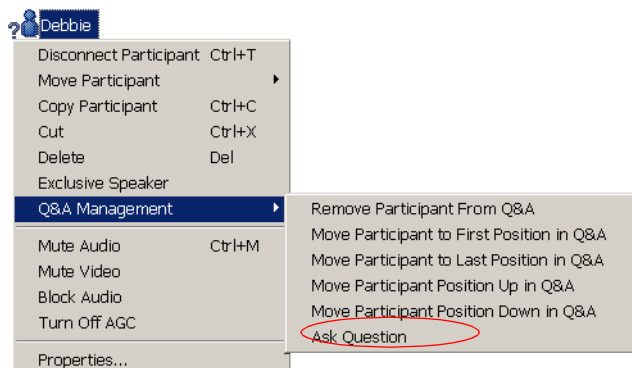 ?Debbie
Disconnect Participant Ctrl+T
Move Participant
Copy Participant Ctrl+C
Cut Ctrl+X
Delete Del
Exclusive Speaker
Q&A Management
Remove Participant From Q&A
Move Participant to First Position in Q&A
Move Participant to Last Position in Q&A
Move Participant Position Up in Q&A
Move Participant Position Down in Q&A
Ask Question
Mute Audio Ctrl+M
Mute Video
Block Audio
Turn Off AGC
Properties...